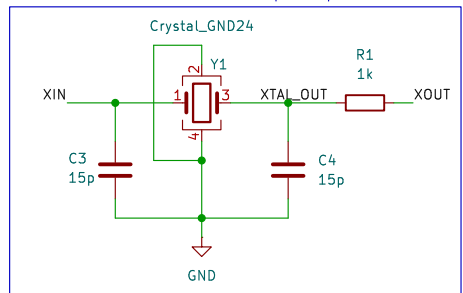 Crystal_GND24
2
Y1
R1
1k
XIN
1
3
XTAL_OUT
XOUT
4
C3
15p
C4
15p
GND